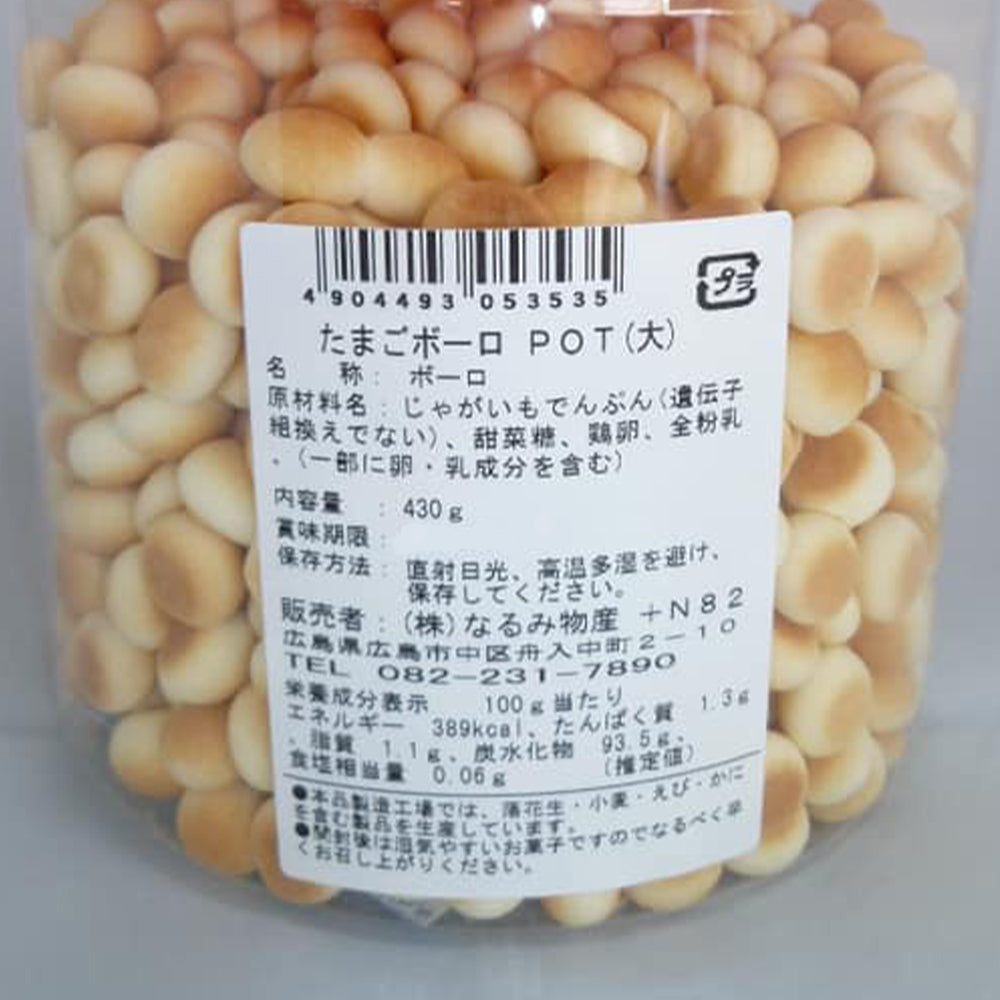 4 904493 053535
プラ
たまごボーロ ＰＯＴ(大)
名　　称： ボーロ
原材料名：じゃがいもでんぷん(遺伝子
組換えでない)、甜菜糖、鶏卵、全粉乳
。(一部に卵・乳成分を含む)
内容量　： 430ｇ
賞味期限：
保存方法： 直射日光、高温多湿を避け、
保存してください。
販売者：(株)なるみ物産 ＋Ｎ８２
広島県広島市中区舟入中町２－１０
TEL 082-231-7890
栄養成分表示　　100ｇ当たり
エネルギー　389kcal、たんぱく質　1.3ｇ
、脂質　1.1ｇ、炭水化物　93.5ｇ、
食塩相当量　0.06ｇ　　　(推定値)
●本品製造工場では、落花生・小麦・えび・かに
を含む製品を生産しています。
●開封後は湿気やすいお菓子ですのでなるべく早
くお召し上がりください。